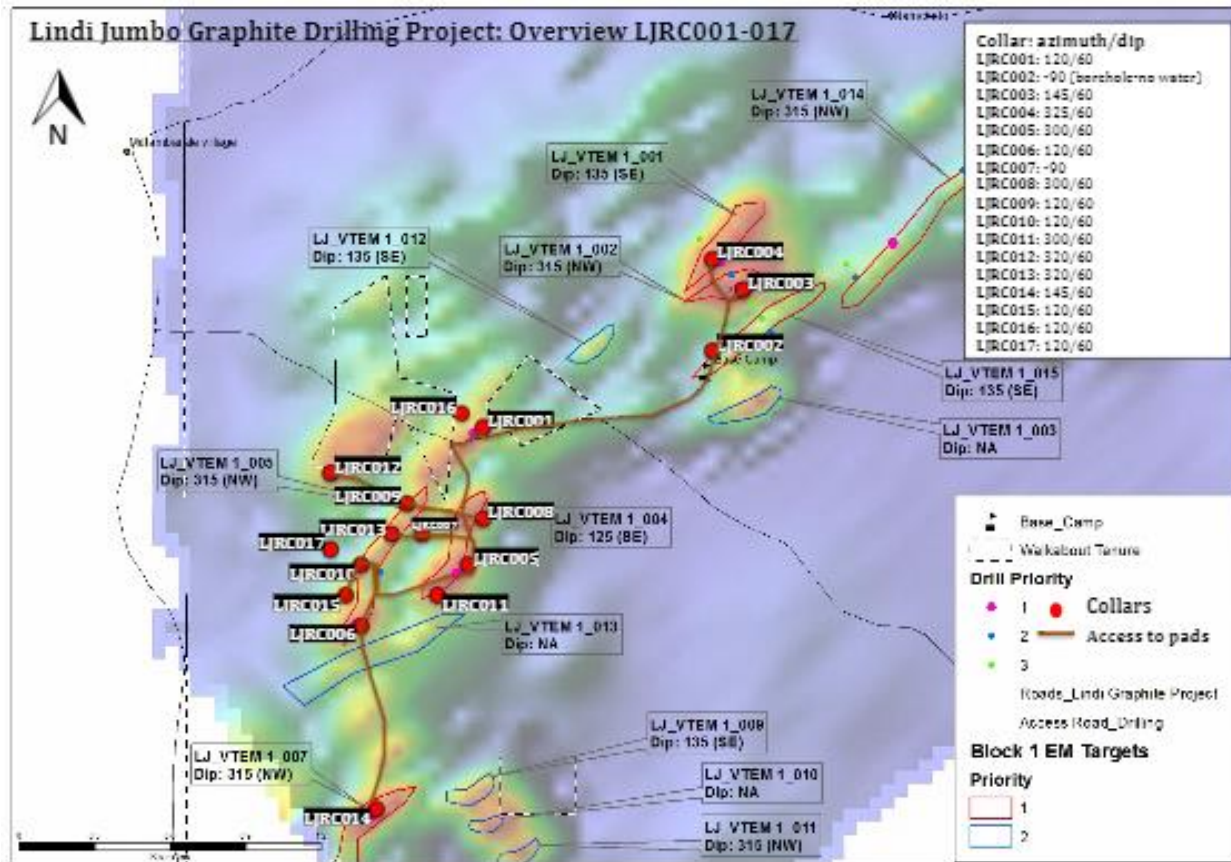 Lindi Jumbo Graphite Drilling Project: Overview LJRC001-017
N
Collar: azimuth/dip
LJRC001: 120/60
LJRC002: -90 [borehole-no water]
LJRC003: 145/60
LJRC004: 325/60
LJRC005: 300/60
LJRC006: 120/60
LJRC007: -90
LJRC008: 300/60
LJRC009: 120/60
LJRC010: 120/60
LJRC011: 300/60
LJRC012: 320/60
LJRC013: 320/60
LJRC014: 145/60
LJRC015: 120/60
LJRC016: 120/60
LJRC017: 120/60
LJ_VTEM 1_014
Dip: 315 (NW)
LJ_VTEM 1_001
Dip: 135 (SE)
LJ_VTEM 1_012
Dip: 135 (SE)
LJ_VTEM 1_002
Dip: 315 (NW)
LJRC004
LJRC003
LJRC002
Base Camp
LJ_VTEM 1_015
Dip: 135 (SE)
LJ_VTEM 1_003
Dip: NA
LJRC016
LJRC001
LJRC012
LJ_VTEM 1_005
Dip: 315 (NW)
LJRC009
LJRC008
LJRC013
LJRC007
LJ_VTEM 1_004
Dip: 125 (SE)
LJRC017
LJRC005
LJRC010
LJRC015
LJRC011
LJRC006
LJ_VTEM 1_013
Dip: NA
LJ_VTEM 1_009
Dip: 135 (SE)
LJ_VTEM 1_007
Dip: 315 (NW)
LJ_VTEM 1_010
Dip: NA
LJRC014
LJ_VTEM 1_011
Dip: 315 (NW)
Base_Camp
Walkabout Tenure
Drill Priority
1 Collars
2 Access to pads
3
Roads_Lindi Graphite Project
Access Road_Drilling
Block 1 EM Targets
Priority
1
2